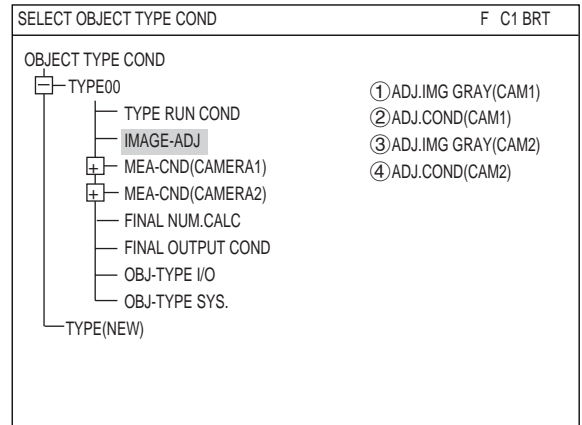 SELECT OBJECT TYPE COND F C1 BRT
OBJECT TYPE COND
TYPE00
TYPE RUN COND
IMAGE-ADJ
+ MEA-CND(CAMERA1)
+ MEA-CND(CAMERA2)
FINAL NUM.CALC
FINAL OUTPUT COND
OBJ-TYPE I/O
OBJ-TYPE SYS.
TYPE(NEW)
①ADJ.IMG GRAY(CAM1)
②ADJ.COND(CAM1)
③ADJ.IMG GRAY(CAM2)
④ADJ.COND(CAM2)